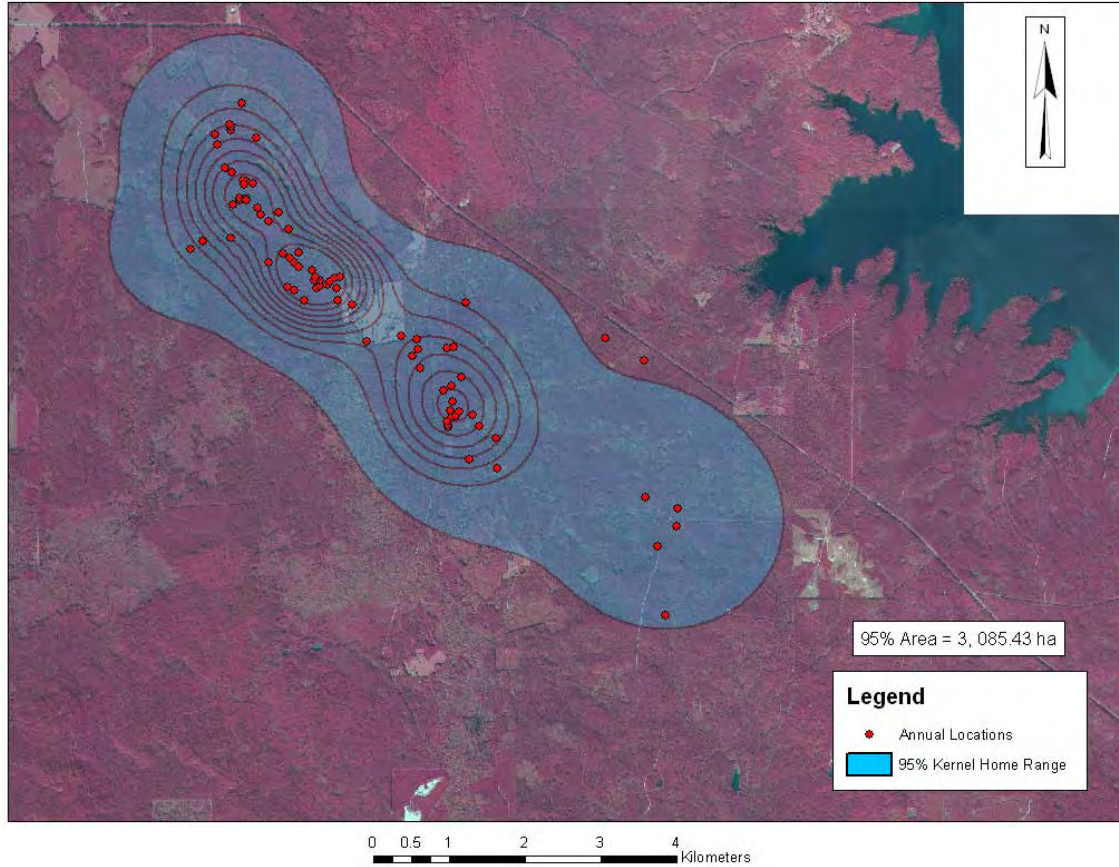 N
95% Area = 3, 085.43 ha
Legend
Annual Locations
95% Kernel Home Range
0 0.5 1 2 3 4
Kilometers